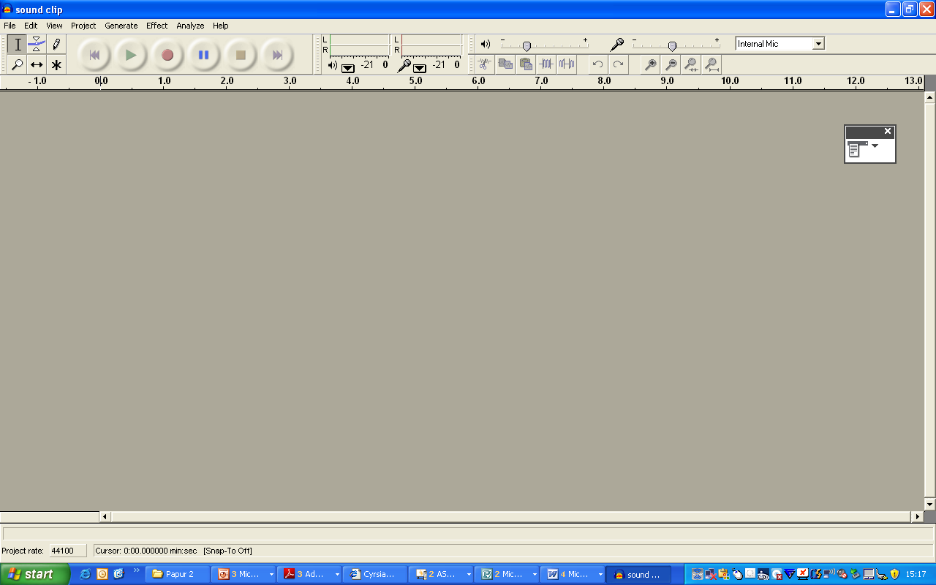 sound clip
File Edit View Project Generate Effect Analyze Help
L
R
L
R
- +
- +
Internal Mic
-21 0
-21 0
- 1.0 0.0 1.0 2.0 3.0 4.0 5.0 6.0 7.0 8.0 9.0 10.0 11.0 12.0 13.0
Project rate: 44100 Cursor: 0:00.000000 min:sec [Snap-To Off]
start Papur 2 3 Mic... 3 Ad... Cyrsia... 2 AS... 2 Mic... 4 Mic... sound ... 15:17